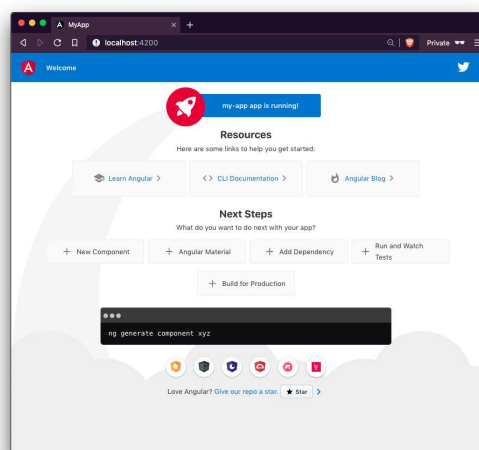 MyApp
localhost:4200
Private
Welcome
my-app app is running!
Resources
Here are some links to help you get started:
Learn Angular
CLI Documentation
Angular Blog
Next Steps
What do you want to do next with your app?
New Component
Angular Material
Add Dependency
Run and Watch
Tests
Build for Production
ng generate component xyz
Love Angular? Give our repo a star. Star